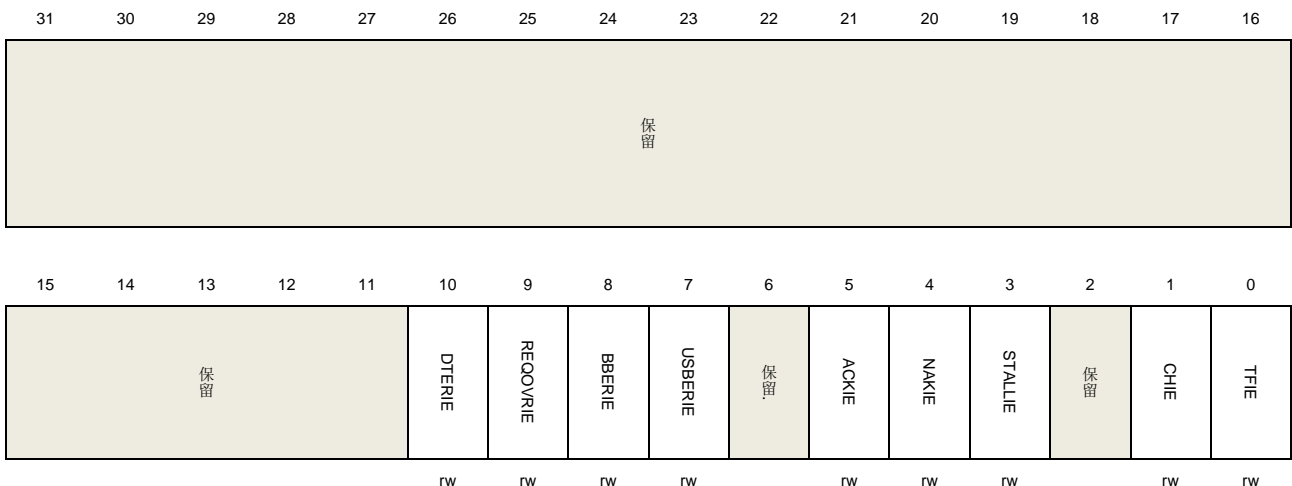 31 30 29 28 27 26 25 24 23 22 21 20 19 18 17 16
保留
15 14 13 12 11 10 9 8 7 6 5 4 3 2 1 0
保留 DTERIE REQOVRIE BBERIE USBERIE 保留. ACKIE NAKIE STALLIE 保留 CHIE TFIE
rw rw rw rw rw rw rw rw rw